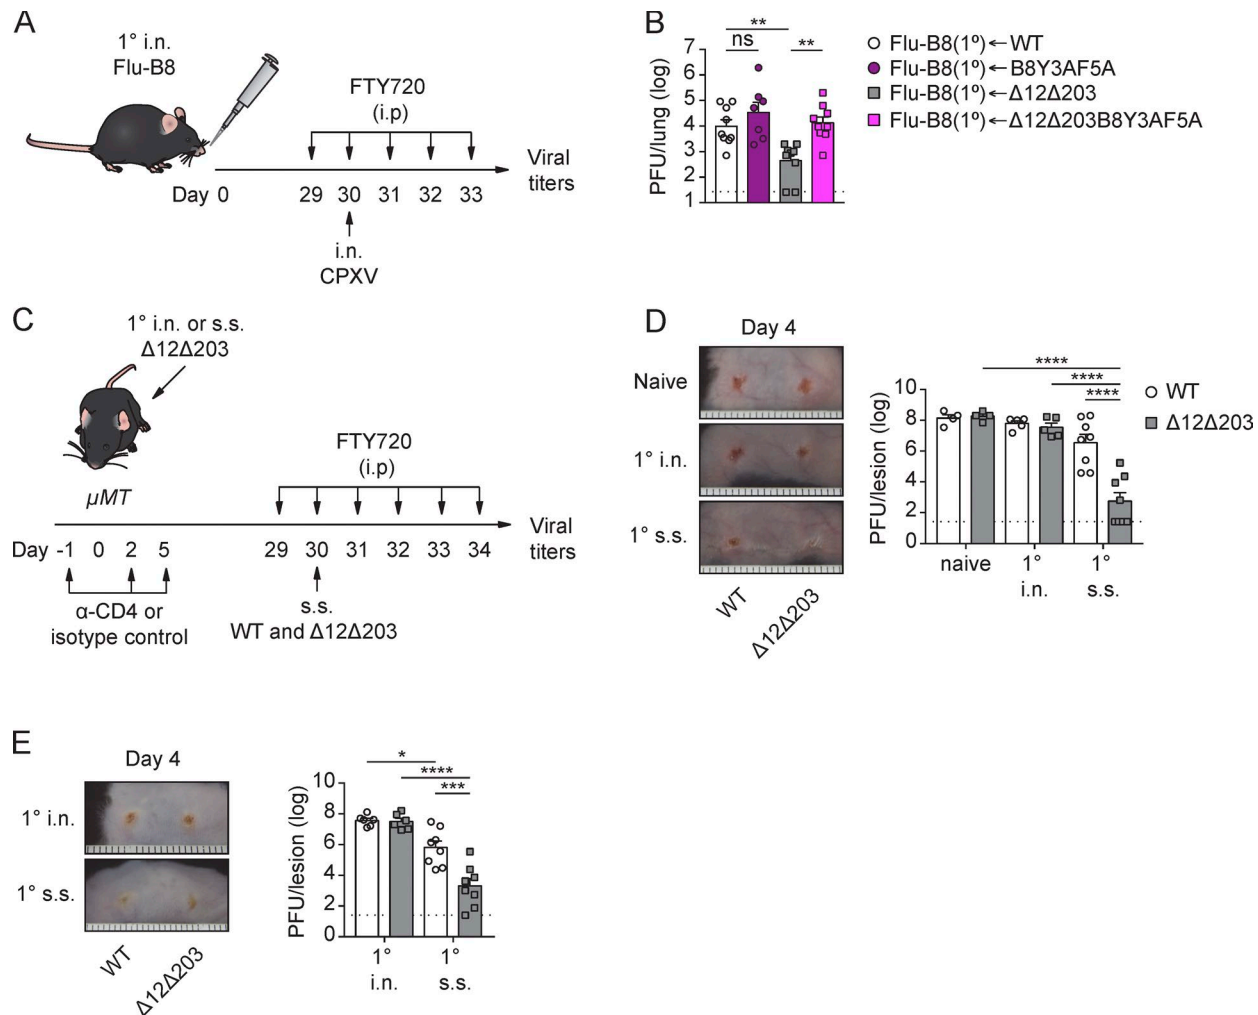 A
1° i.n.
Flu-B8
FTY720
(i.p)
Day 0 29 30 31 32 33
Viral
titers
i.n.
CPXV
B
**
ns **
PFU/lung (log)
7
6
5
4
3
2
1
Flu-B8(1º)←WT
Flu-B8(1º)←B8Y3AF5A
Flu-B8(1º)←Δ12Δ203
Flu-B8(1º)←Δ12Δ203B8Y3AF5A
C
1° i.n. or s.s.
Δ12Δ203
µMT
FTY720
(i.p)
Day -1 0 2 5 29 30 31 32 33 34
Viral
titers
α-CD4 or
isotype control
s.s.
WT and Δ12Δ203
D
Day 4
Naive
1° i.n.
1° s.s.
WT
Δ12Δ203
PFU/lesion (log)
10
8
6
4
2
0
****
****
****
naive 1° 1°
i.n. s.s.
WT
Δ12Δ203
E
Day 4
1° i.n.
1° s.s.
WT
Δ12Δ203
PFU/lesion (log)
10
8
6
4
2
0
*
****
***
1° 1°
i.n. s.s.